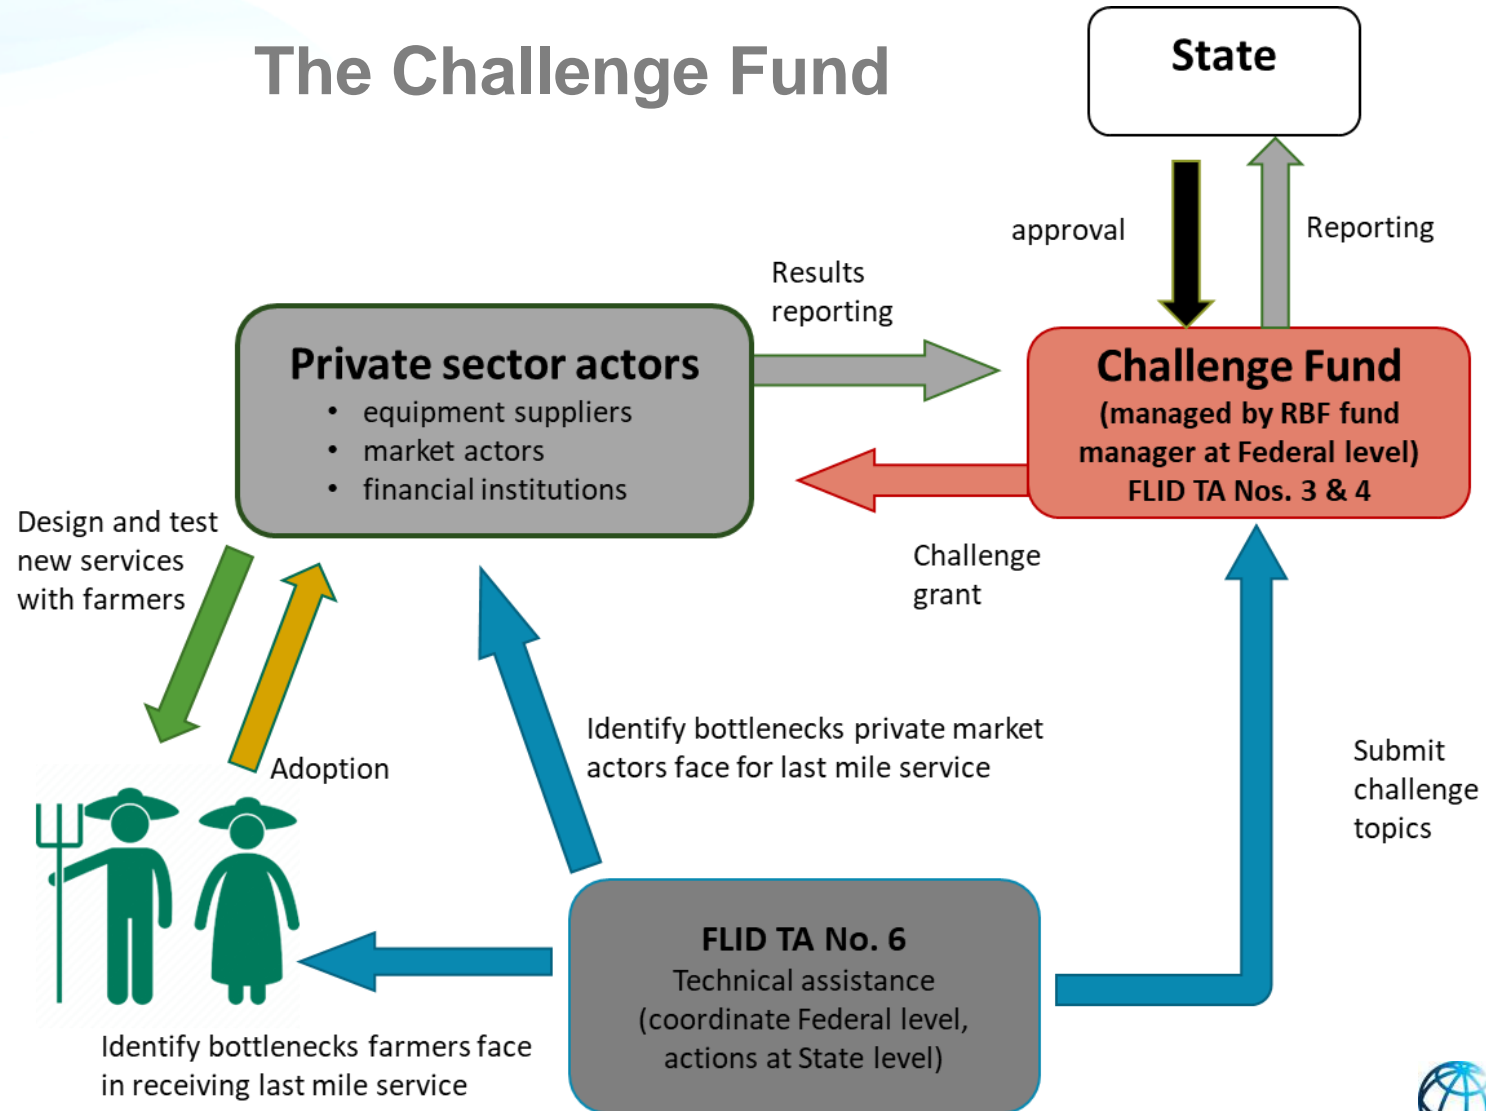 The Challenge Fund
State
approval
Reporting
Results
reporting
Private sector actors
• equipment suppliers
• market actors
• financial institutions
Challenge Fund
(managed by RBF fund
manager at Federal level)
FLID TA Nos. 3 & 4
Design and test
new services
with farmers
Challenge
grant
Adoption
Identify bottlenecks private market
actors face for last mile service
Submit
challenge
topics
FLID TA No. 6
Technical assistance
(coordinate Federal level,
actions at State level)
Identify bottlenecks farmers face
in receiving last mile service